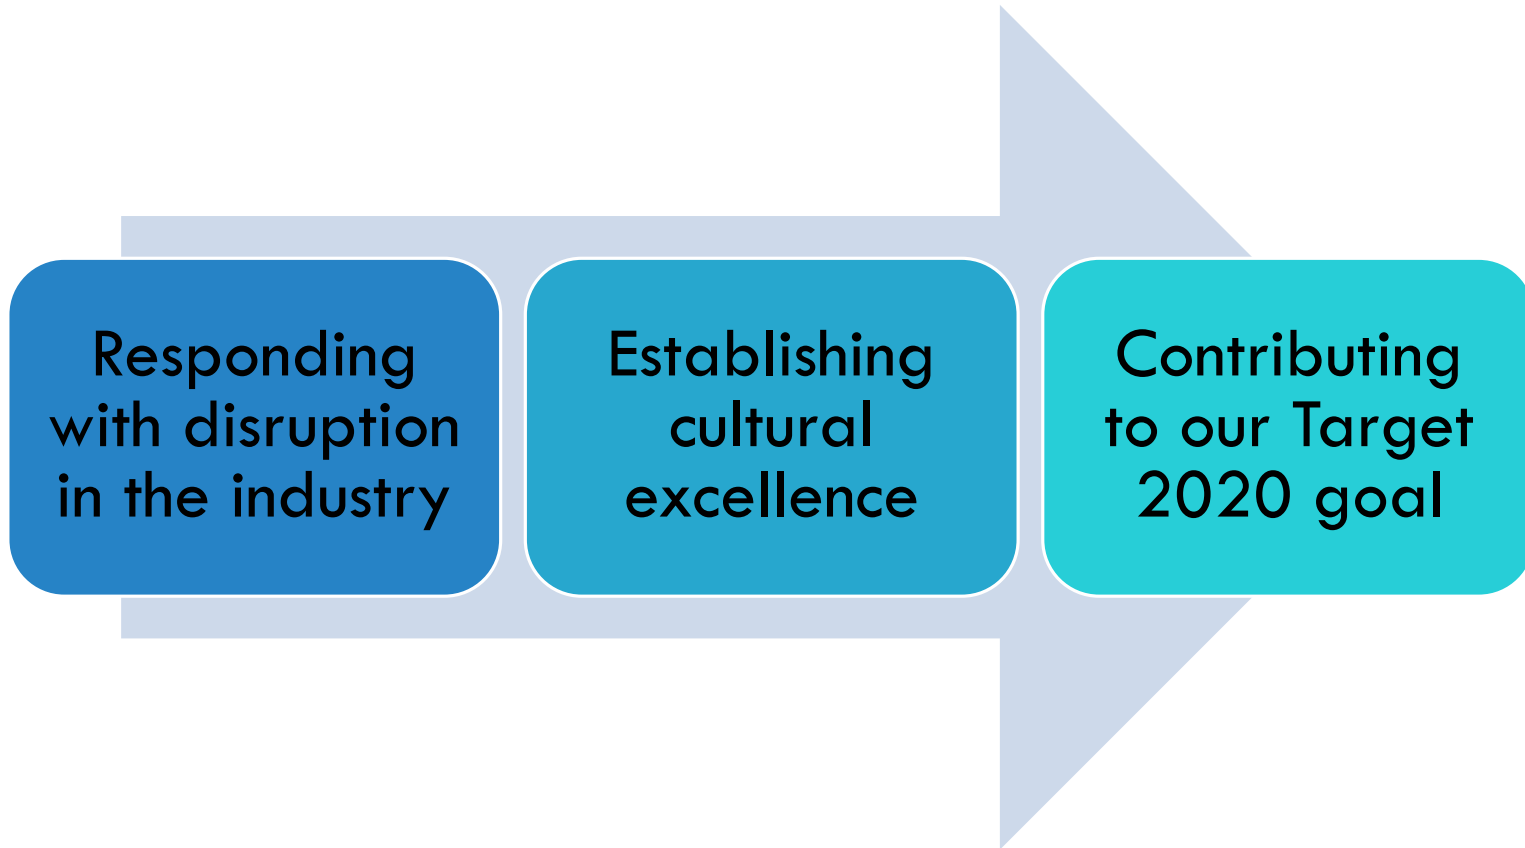 Responding
with disruption
in the industry
Establishing
cultural
excellence
Contributing
to our Target
2020 goal